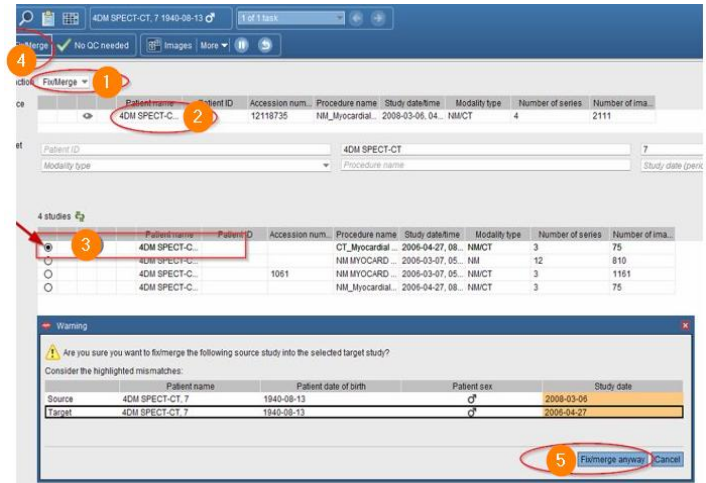 4DM SPECT-CT, 7 1940-08-13 ♂ 1 of 1 task
/Merge No QC needed Images More
4
Fix/Merge 1
Patient name Patient ID Accession num... Procedure name Study date/time Modality type Number of series Number of ima...
4DM SPECT-C... 2 12118735 NM_Myocardial... 2008-03-06, 04... NM/CT 4 2111
Patient ID 4DM SPECT-CT 7
Modality type Procedure name Study date (peri
4 studies
Patient name Patient ID Accession num... Procedure name Study date/time Modality type Number of series Number of ima...
3 4DM SPECT-C... CT_Myocardial ... 2006-04-27, 08... NM/CT 3 75
4DM SPECT-C... NM MYOCARD ... 2006-03-07, 05... NM 12 810
4DM SPECT-C... 1061 NM MYOCARD ... 2006-03-07, 05... NM/CT 3 1161
4DM SPECT-C... NM_Myocardial... 2006-04-27, 08... NM/CT 3 75
Warning
Are you sure you want to fix/merge the following source study into the selected target study?
Consider the highlighted mismatches:
Patient name Patient date of birth Patient sex Study date
Source 4DM SPECT-CT, 7 1940-08-13 ♂ 2008-03-06
Target 4DM SPECT-CT, 7 1940-08-13 ♂ 2006-04-27
5 Fix/merge anyway Cancel